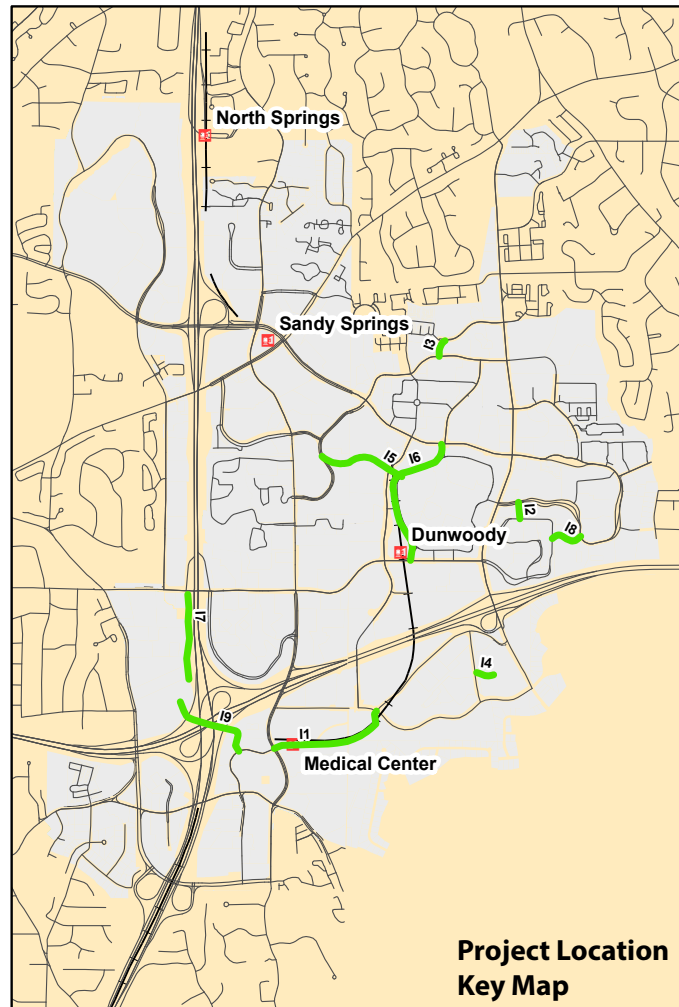 North Springs
Sandy Springs
I3
I5
I6
I2
Dunwoody
I8
I7
I4
I9
I1
Medical Center
Project Location
Key Map